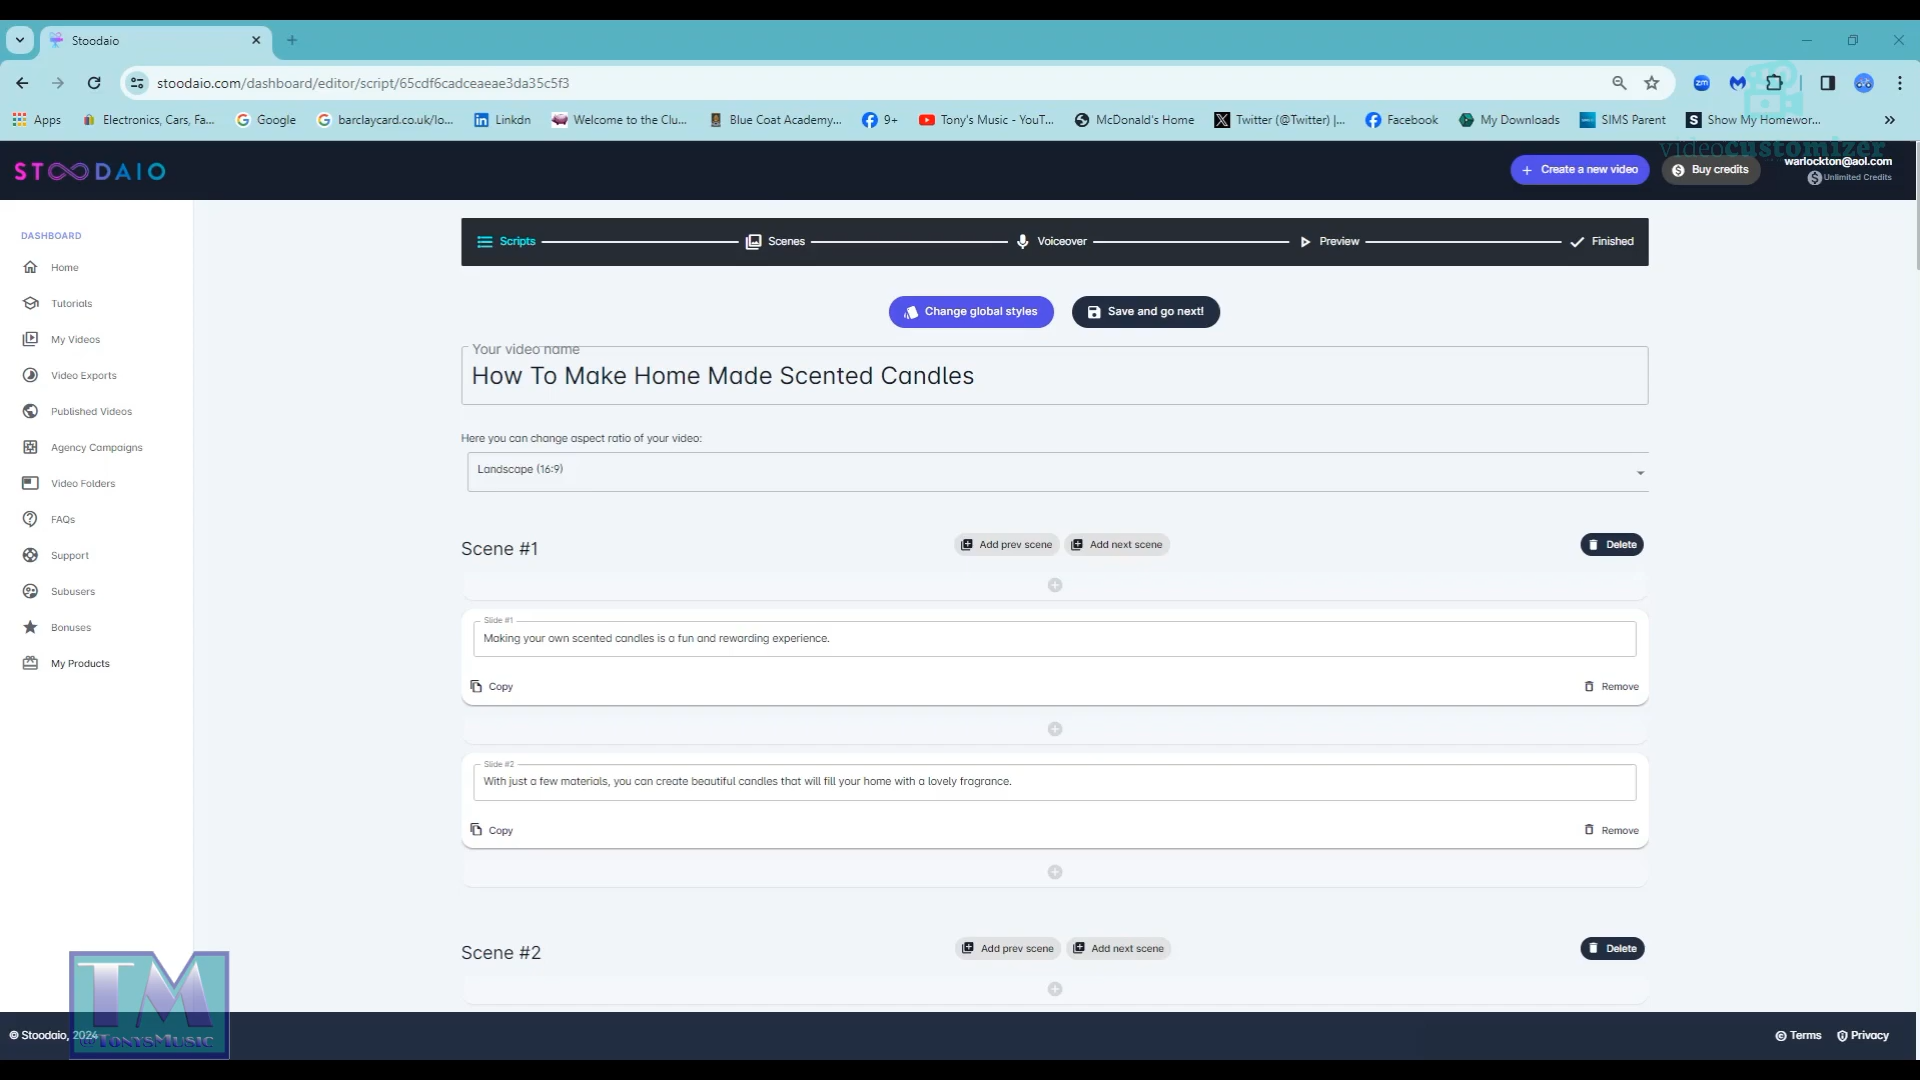 Stoodaio
stoodaio.com/dashboard/editor/script/65cdf6cadceaeae3da35c5f3
Apps Electronics, Cars, Fa... Google barclaycard.co.uk/lo... Linkdn Welcome to the Clu... Blue Coat Academy... 9+ Tony's Music - YouT... McDonald's Home Twitter (@Twitter) |... Facebook My Downloads SIMS Parent Show My Homewor... »
videocustomizer
STOODAIO
Create a new video
Buy credits
warlockton@aol.com
Unlimited Credits
DASHBOARD
Home
Tutorials
My Videos
Video Exports
Published Videos
Agency Campaigns
Video Folders
FAQs
Support
Subusers
Bonuses
My Products
Scripts Scenes Voiceover Preview Finished
Change global styles Save and go next!
Your video name
How To Make Home Made Scented Candles
Here you can change aspect ratio of your video:
Landscape (16:9)
Scene #1 Add prev scene Add next scene Delete
Slide #1
Making your own scented candles is a fun and rewarding experience.
Copy Remove
Slide #2
With just a few materials, you can create beautiful candles that will fill your home with a lovely fragrance.
Copy Remove
Scene #2 Add prev scene Add next scene Delete
TM
@TonysMusic
© Stoodaio, 2024
Terms Privacy